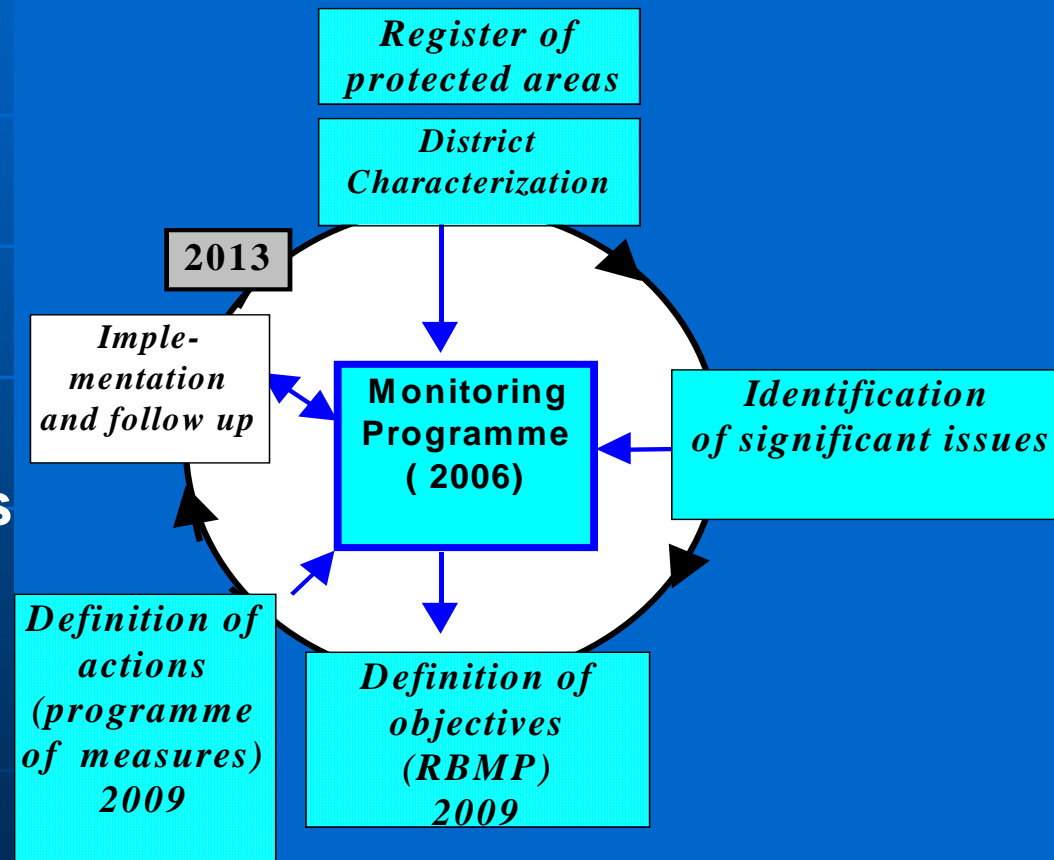 Register of
protected areas
District
Characterization
2013
Imple-
mentation
and follow up
Monitoring
Programme
( 2006)
Identification
of significant issues
s
Definition of
actions
(programme
of measures)
2009
Definition of
objectives
(RBMP)
2009